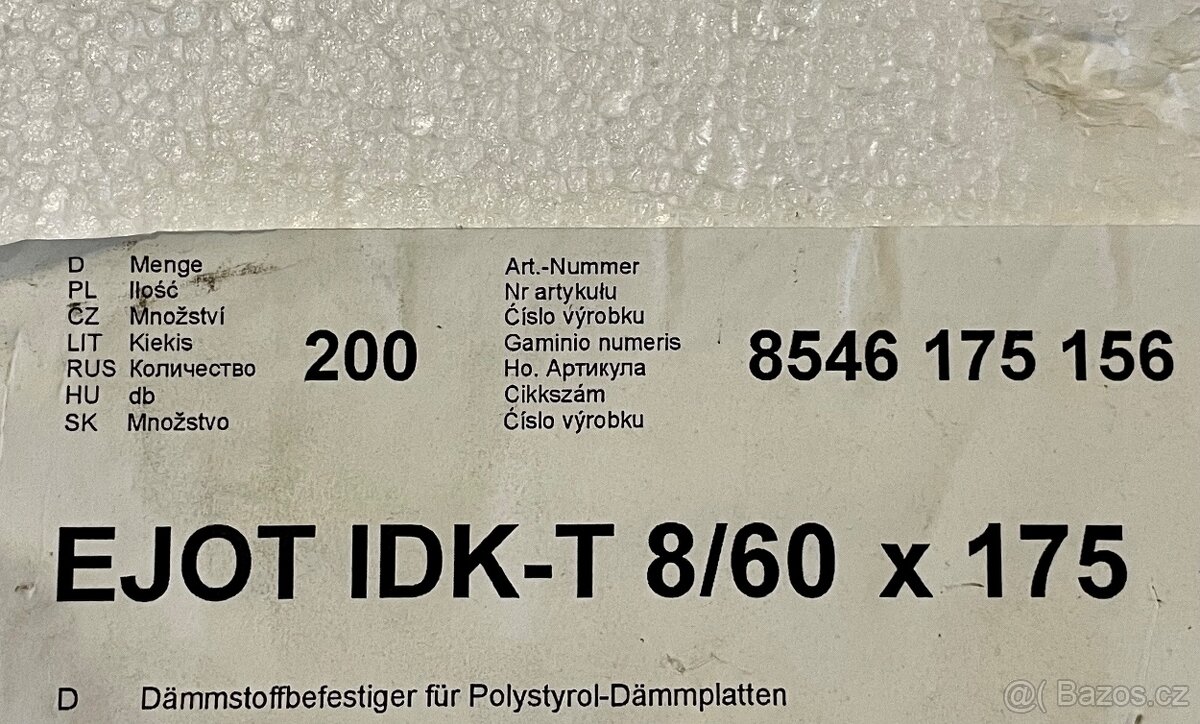 D Menge Art.-Nummer
PL Ilość Nr artykułu
CZ Množství Číslo výrobku
LIT Kiekis 200 Gaminio numeris 8546 175 156
RUS Количество Но. Артикула
HU db Cikkszám
SK Množstvo Číslo výrobku
EJOT IDK-T 8/60 x 175
D Dämmstoffbefestiger für Polystyrol-Dämmplatten
@( Bazos.cz